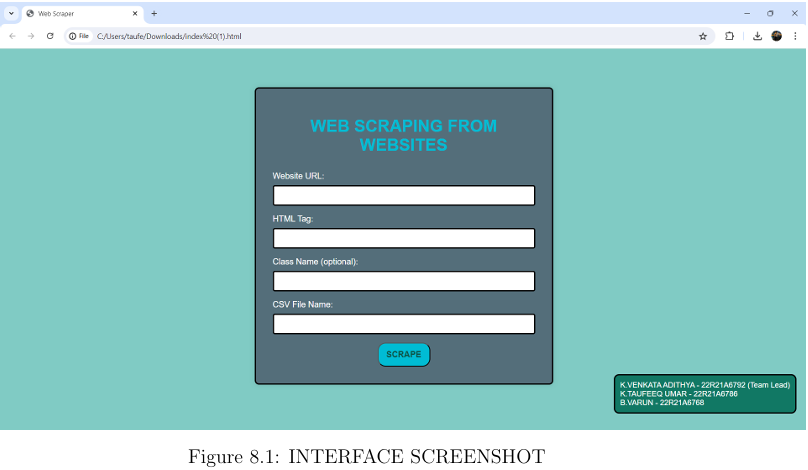 Web Scraper
File
C:/Users/taufe/Downloads/index%20(1).html
WEB SCRAPING FROM
WEBSITES
Website URL:
HTML Tag:
Class Name (optional):
CSV File Name:
SCRAPE
K.VENKATA ADITHYA - 22R21A6792 (Team Lead)
K.TAUFEEQ UMAR - 22R21A6786
B.VARUN - 22R21A6768
Figure 8.1: INTERFACE SCREENSHOT